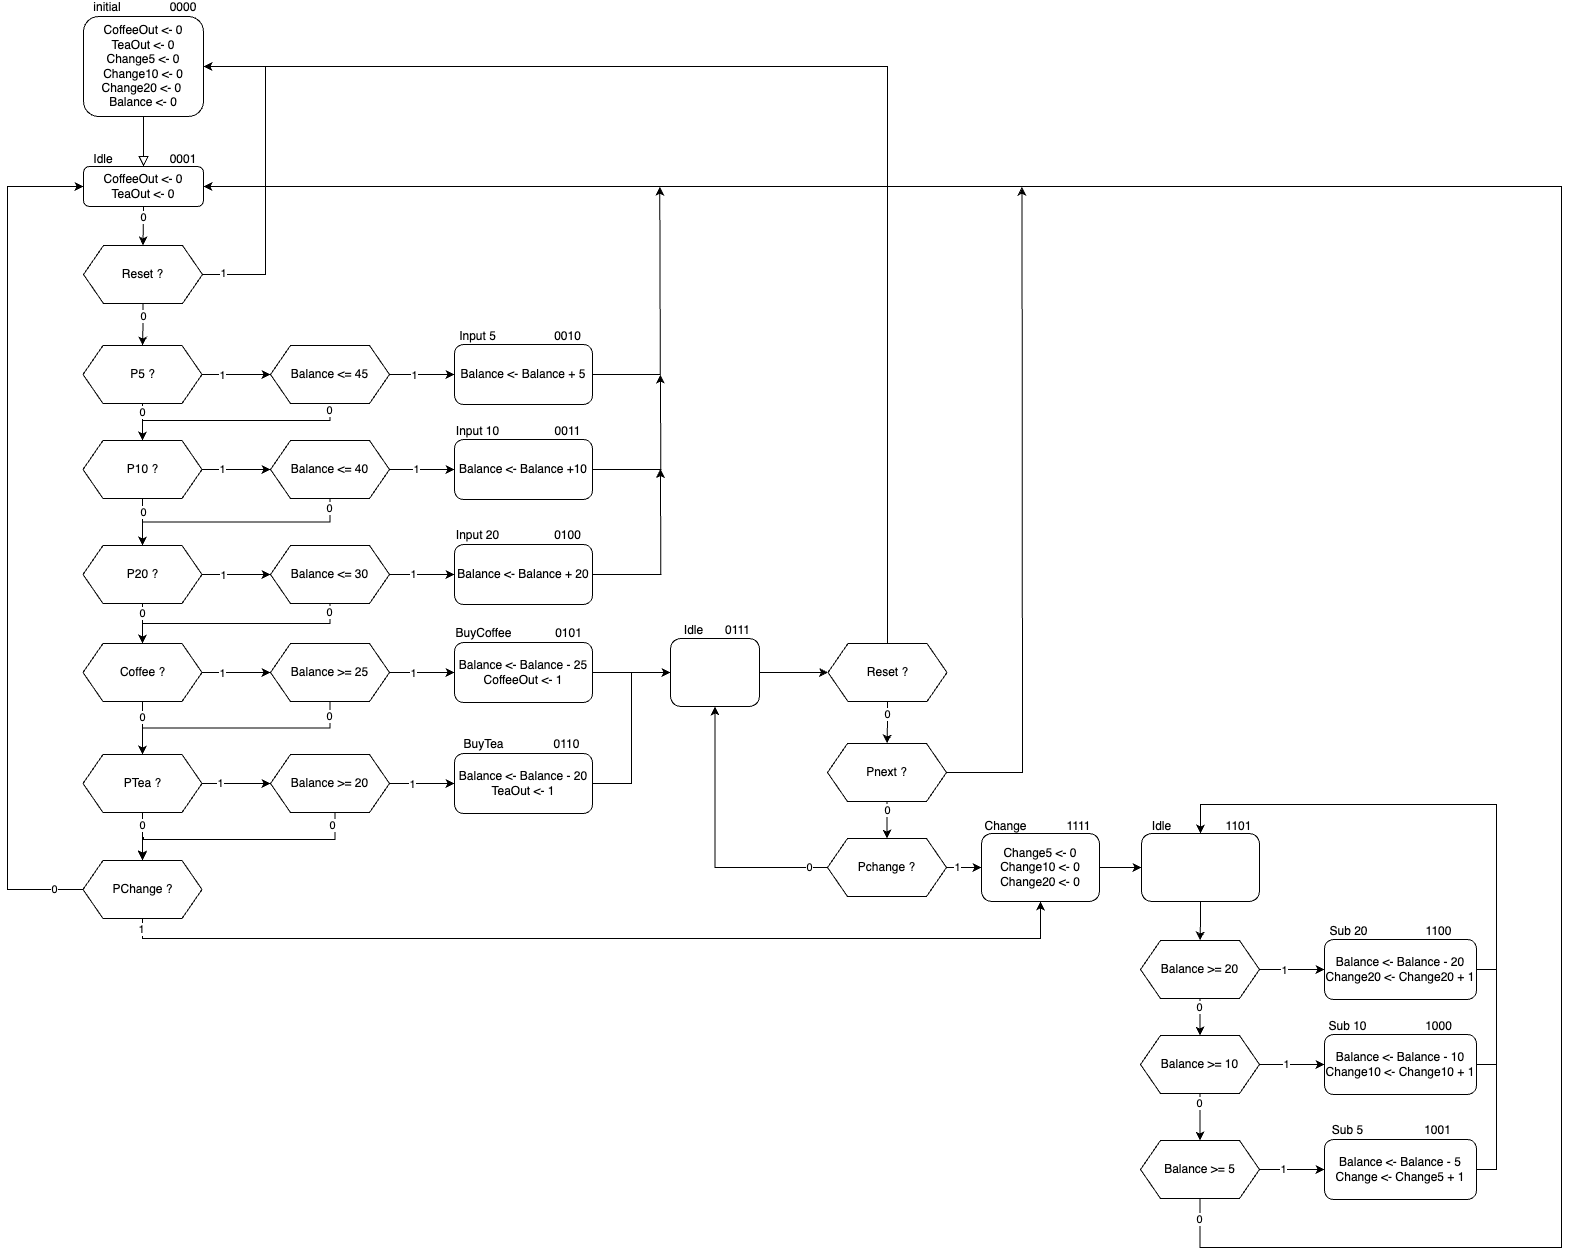 initial 0000
CoffeeOut <- 0
TeaOut <- 0
Change5 <- 0
Change10 <- 0
Change20 <- 0
Balance <- 0
Idle 0001
CoffeeOut <- 0
TeaOut <- 0
0
Reset ?
1
0
Input 5 0010
P5 ?
1
Balance <= 45
1
Balance <- Balance + 5
0
0
Input 10 0011
P10 ?
1
Balance <= 40
1
Balance <- Balance +10
0
0
Input 20 0100
P20 ?
1
Balance <= 30
1
Balance <- Balance + 20
0
0
BuyCoffee 0101
Coffee ?
1
Balance >= 25
1
Balance <- Balance - 25
CoffeeOut <- 1
0
0
Idle 0111
Reset ?
0
BuyTea 0110
PTea ?
1
Balance >= 20
1
Balance <- Balance - 20
TeaOut <- 1
0
0
Pnext ?
0
PChange ?
0
1
Pchange ?
0
1
Change 1111
Change5 <- 0
Change10 <- 0
Change20 <- 0
Idle 1101
Sub 20 1100
Balance >= 20
1
Balance <- Balance - 20
Change20 <- Change20 + 1
0
Sub 10 1000
Balance >= 10
1
Balance <- Balance - 10
Change10 <- Change10 + 1
0
Sub 5 1001
Balance >= 5
1
Balance <- Balance - 5
Change <- Change5 + 1
0